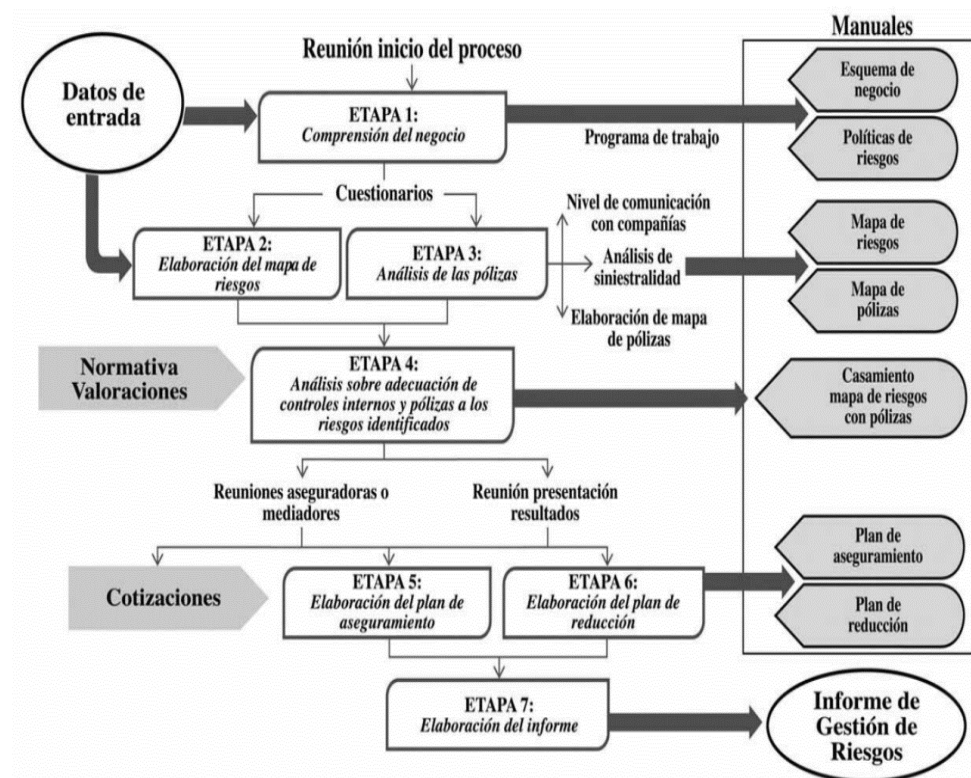 Manuales
Reunión inicio del proceso
Datos de
entrada
ETAPA 1:
Comprensión del negocio
Programa de trabajo
Esquema de
negocio
Políticas de
riesgos
Cuestionarios
ETAPA 2:
Elaboración del mapa de
riesgos
ETAPA 3:
Análisis de las pólizas
Nivel de comunicación
con compañías
Análisis de
siniestralidad
Elaboración de mapa
de pólizas
Mapa de
riesgos
Mapa de
pólizas
Normativa
Valoraciones
ETAPA 4:
Análisis sobre adecuación de
controles internos y pólizas a los
riesgos identificados
Casamiento
mapa de riesgos
con pólizas
Reuniones aseguradoras o
mediadores
Reunión presentación
resultados
Cotizaciones
ETAPA 5:
Elaboración del plan de
aseguramiento
ETAPA 6:
Elaboración del plan de
reducción
Plan de
aseguramiento
Plan de
reducción
ETAPA 7:
Elaboración del informe
Informe de
Gestión de
Riesgos